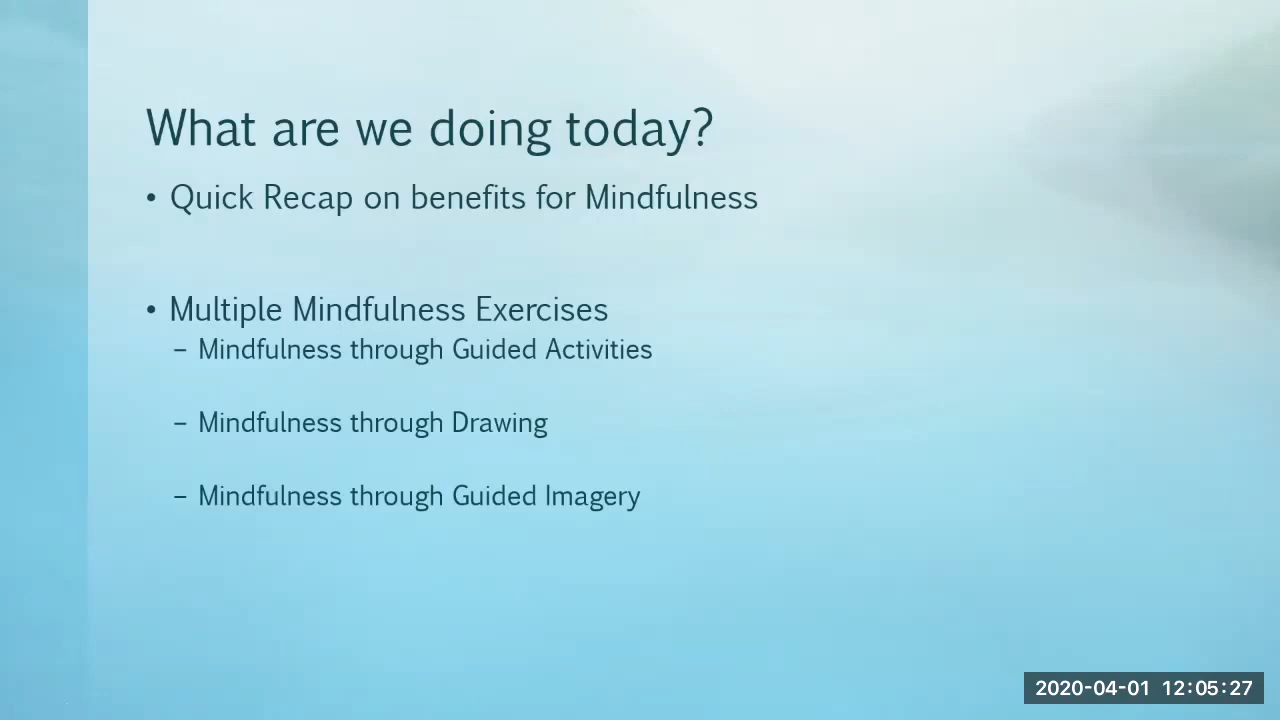 What are we doing today?
• Quick Recap on benefits for Mindfulness
• Multiple Mindfulness Exercises
– Mindfulness through Guided Activities
– Mindfulness through Drawing
– Mindfulness through Guided Imagery
2020-04-01 12:05:27